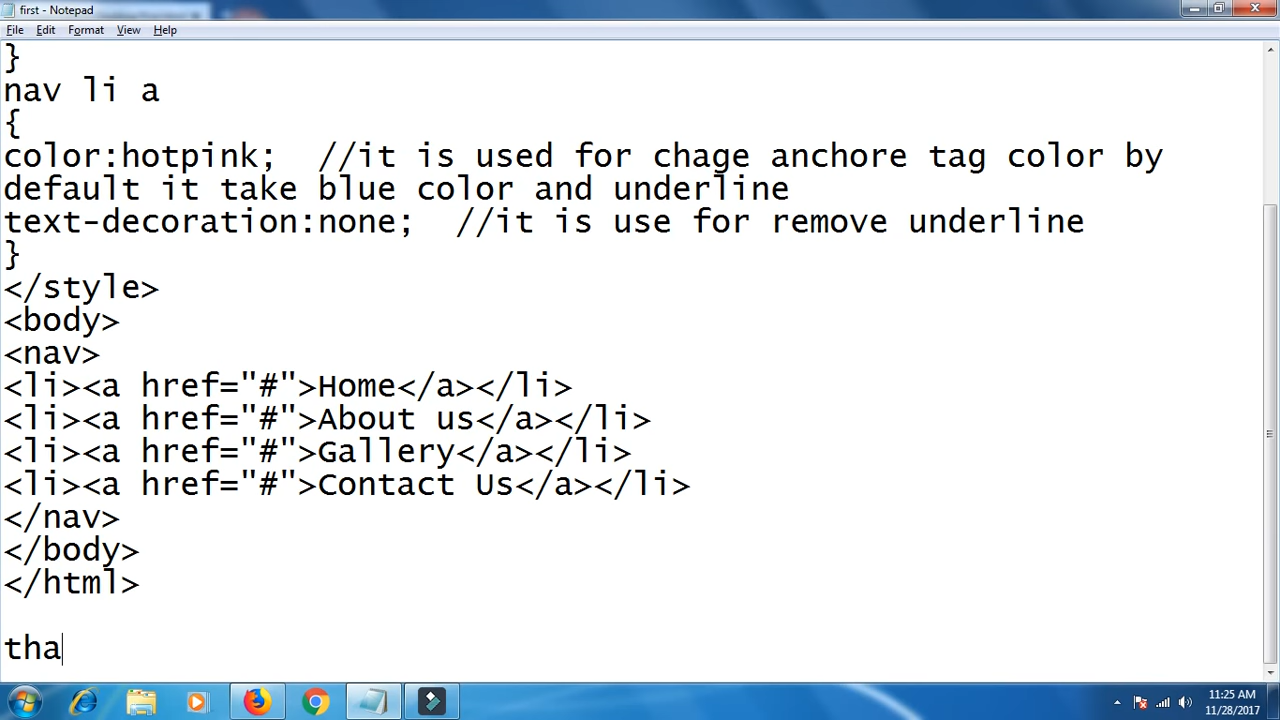 first - Notepad
File Edit Format View Help
}
nav li a
{
color:hotpink;  //it is used for chage anchore tag color by
default it take blue color and underline
text-decoration:none;  //it is use for remove underline
}
</style>
<body>
<nav>
<li><a href="#">Home</a></li>
<li><a href="#">About us</a></li>
<li><a href="#">Gallery</a></li>
<li><a href="#">Contact Us</a></li>
</nav>
</body>
</html>
tha
11:25 AM
11/28/2017